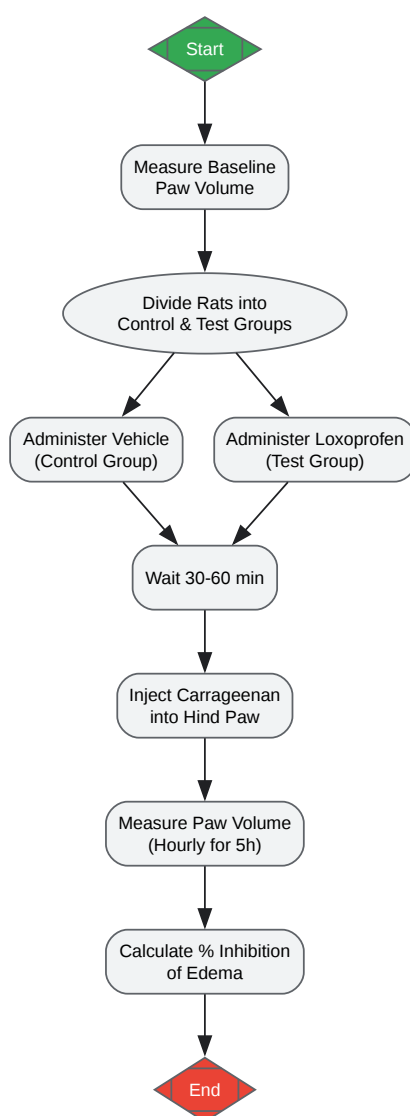 Start
Measure Baseline
Paw Volume
Divide Rats into
Control & Test Groups
Administer Vehicle
(Control Group)
Administer Loxoprofen
(Test Group)
Wait 30-60 min
Inject Carrageenan
into Hind Paw
Measure Paw Volume
(Hourly for 5h)
Calculate % Inhibition
of Edema
End